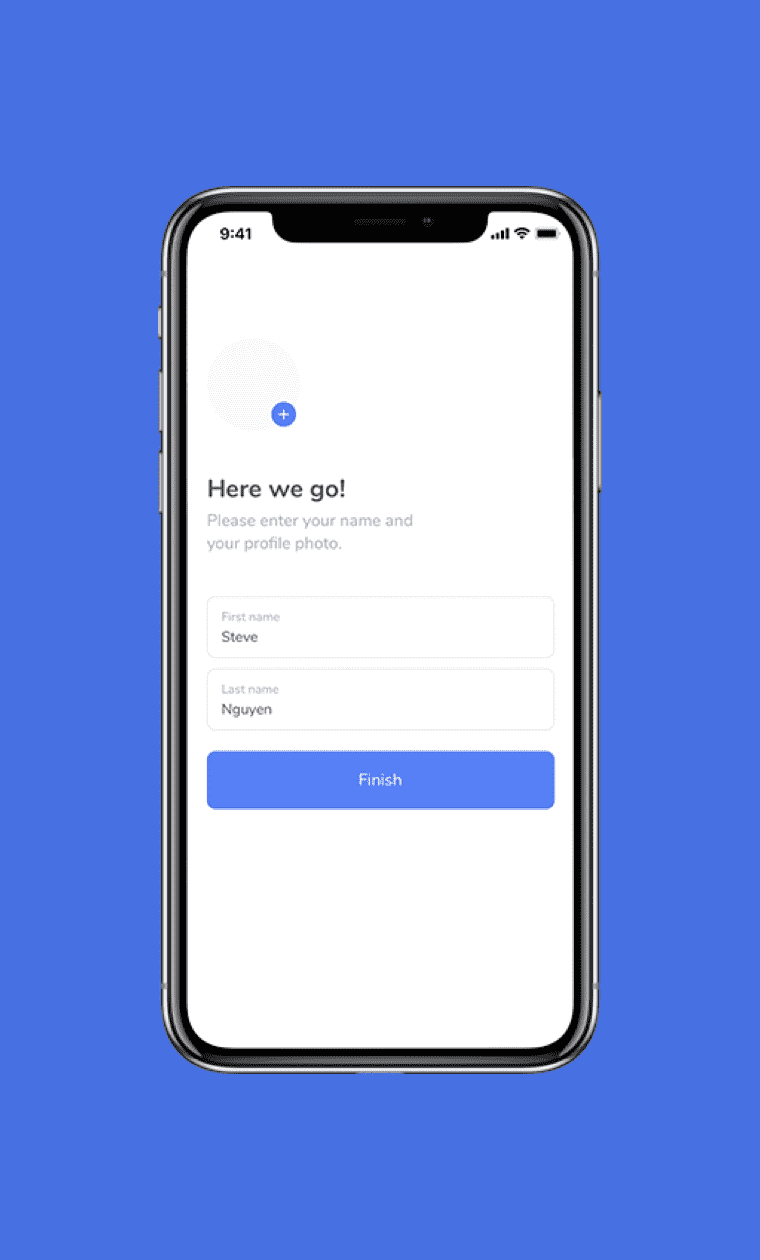 9:41
Here we go!
Please enter your name and
your profile photo.
First name
Steve
Last name
Nguyen
Finish